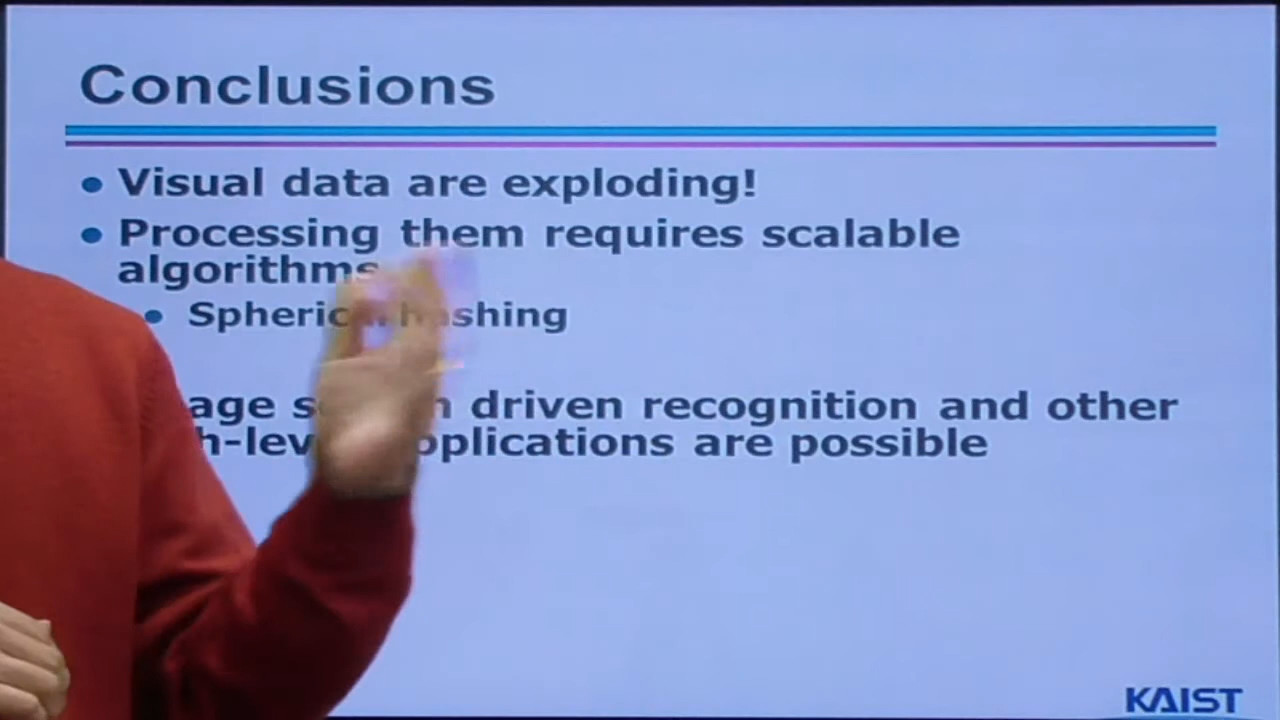 Conclusions
Visual data are exploding!
Processing them requires scalable
algorithms
Spherical hashing
driven recognition and other
applications are possible
KAIST